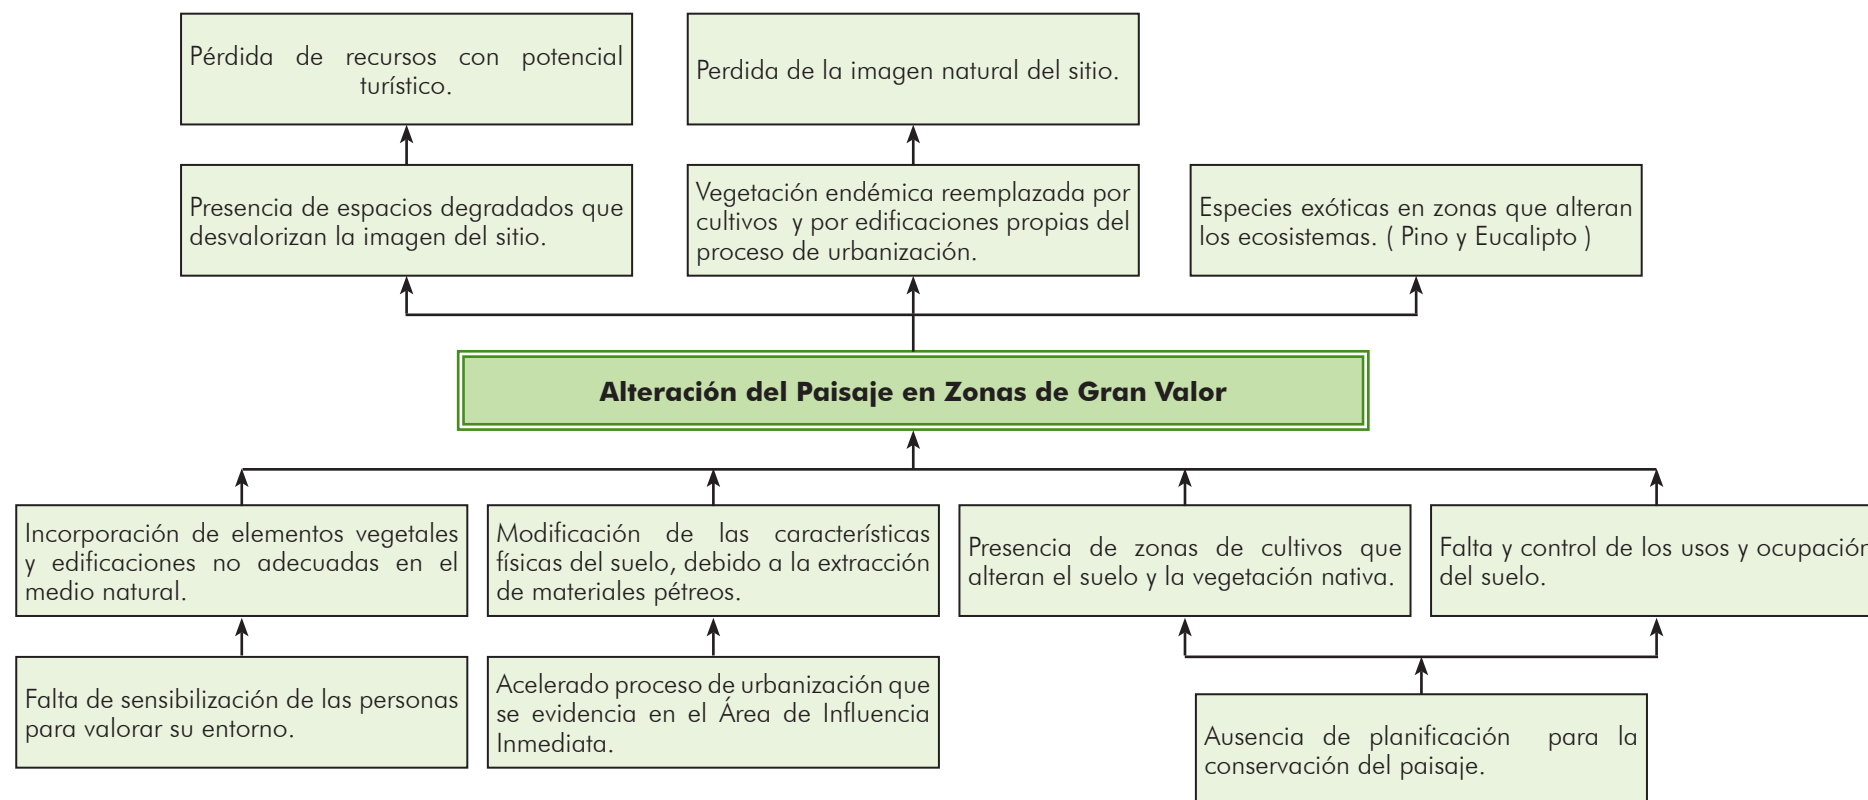 Pérdida de recursos con potencial
turístico.
Perdida de la imagen natural del sitio.
Presencia de espacios degradados que
desvalorizan la imagen del sitio.
Vegetación endémica reemplazada por
cultivos y por edificaciones propias del
proceso de urbanización.
Especies exóticas en zonas que alteran
los ecosistemas. ( Pino y Eucalipto )
Alteración del Paisaje en Zonas de Gran Valor
Incorporación de elementos vegetales
y edificaciones no adecuadas en el
medio natural.
Modificación de las características
físicas del suelo, debido a la extracción
de materiales pétreos.
Presencia de zonas de cultivos que
alteran el suelo y la vegetación nativa.
Falta y control de los usos y ocupación
del suelo.
Falta de sensibilización de las personas
para valorar su entorno.
Acelerado proceso de urbanización que
se evidencia en el Área de Influencia
Inmediata.
Ausencia de planificación para la
conservación del paisaje.